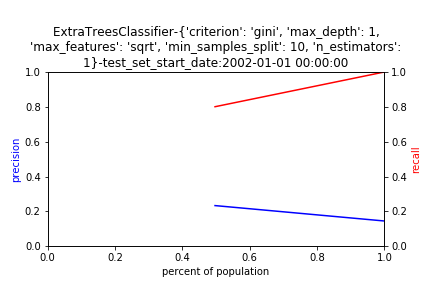 ExtraTreesClassifier-{'criterion': 'gini', 'max_depth': 1,
'max_features': 'sqrt', 'min_samples_split': 10, 'n_estimators':
1}-test_set_start_date:2002-01-01 00:00:00
1.0
0.8
0.6
0.4
0.2
0.0
precision
1.0
0.8
0.6
0.4
0.2
0.0
recall
0.0 0.2 0.4 0.6 0.8 1.0
percent of population